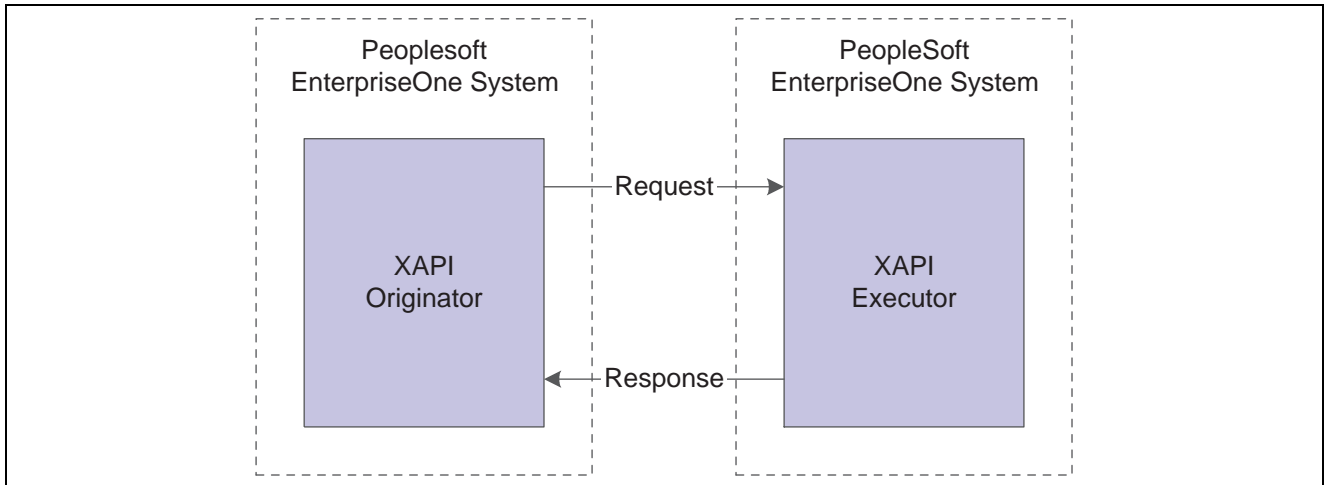 Peoplesoft
EnterpriseOne System
PeopleSoft
EnterpriseOne System
Request
XAPI
Originator
XAPI
Executor
Response